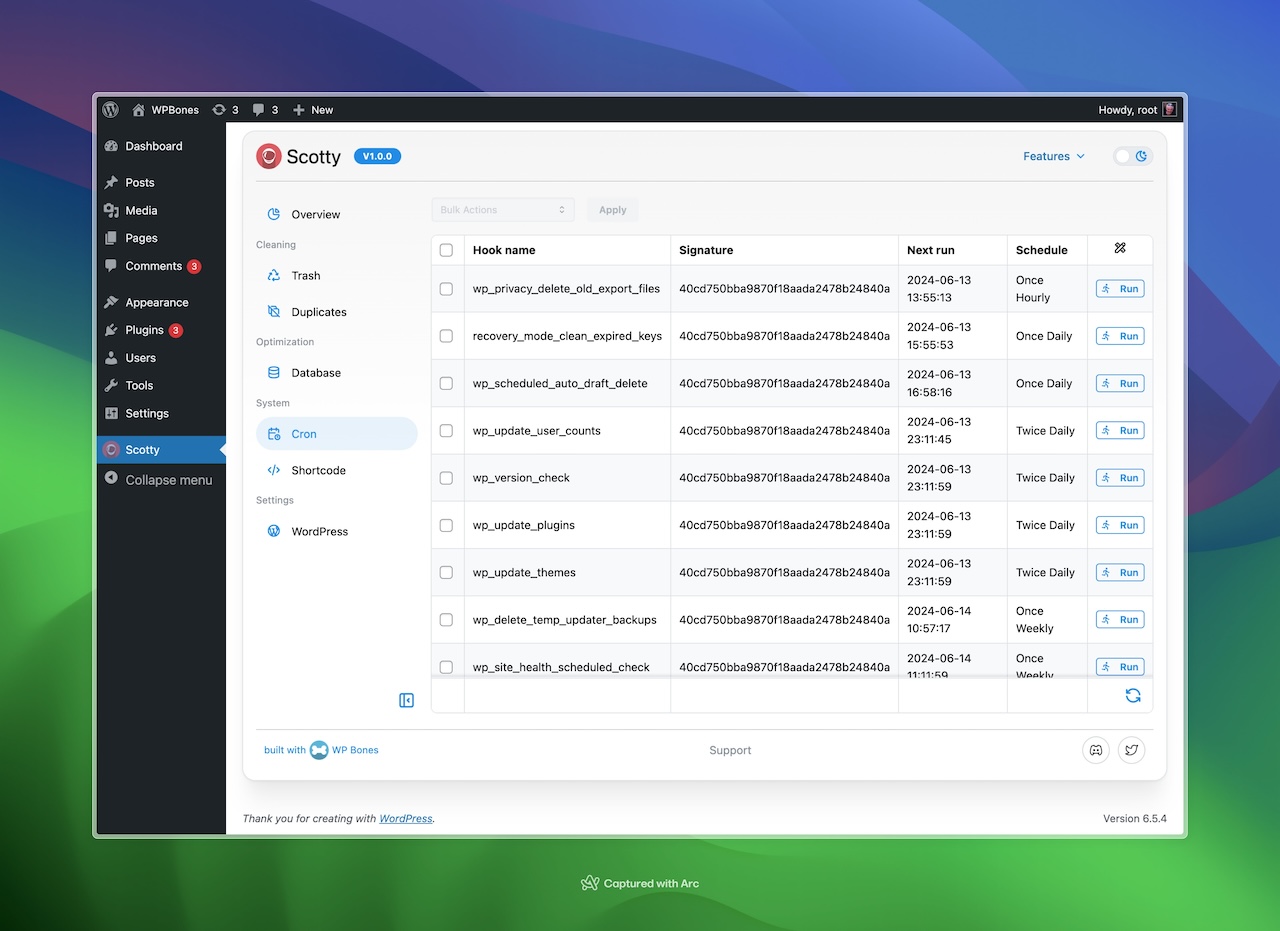 WPBones 3 3 New Howdy, root
Dashboard
Posts
Media
Pages
Comments 3
Appearance
Plugins 3
Users
Tools
Settings
Scotty
Collapse menu
Scotty V1.0.0 Features
Overview
Cleaning
Trash
Duplicates
Optimization
Database
System
Cron
Shortcode
Settings
WordPress
Bulk Actions Apply
Hook name Signature Next run Schedule
wp_privacy_delete_old_export_files 40cd750bba9870f18aada2478b24840a 2024-06-13 Once
13:55:13 Hourly
Run
recovery_mode_clean_expired_keys 40cd750bba9870f18aada2478b24840a 2024-06-13 Once Daily
15:55:53
Run
wp_scheduled_auto_draft_delete 40cd750bba9870f18aada2478b24840a 2024-06-13 Once Daily
16:58:16
Run
wp_update_user_counts 40cd750bba9870f18aada2478b24840a 2024-06-13 Twice Daily
23:11:45
Run
wp_version_check 40cd750bba9870f18aada2478b24840a 2024-06-13 Twice Daily
23:11:59
Run
wp_update_plugins 40cd750bba9870f18aada2478b24840a 2024-06-13 Twice Daily
23:11:59
Run
wp_update_themes 40cd750bba9870f18aada2478b24840a 2024-06-13 Twice Daily
23:11:59
Run
wp_delete_temp_updater_backups 40cd750bba9870f18aada2478b24840a 2024-06-14 Once
10:57:17 Weekly
Run
wp_site_health_scheduled_check 40cd750bba9870f18aada2478b24840a 2024-06-14 Once
11:11:59 Weekly
Run
built with WP Bones Support
Thank you for creating with WordPress. Version 6.5.4
Captured with Arc